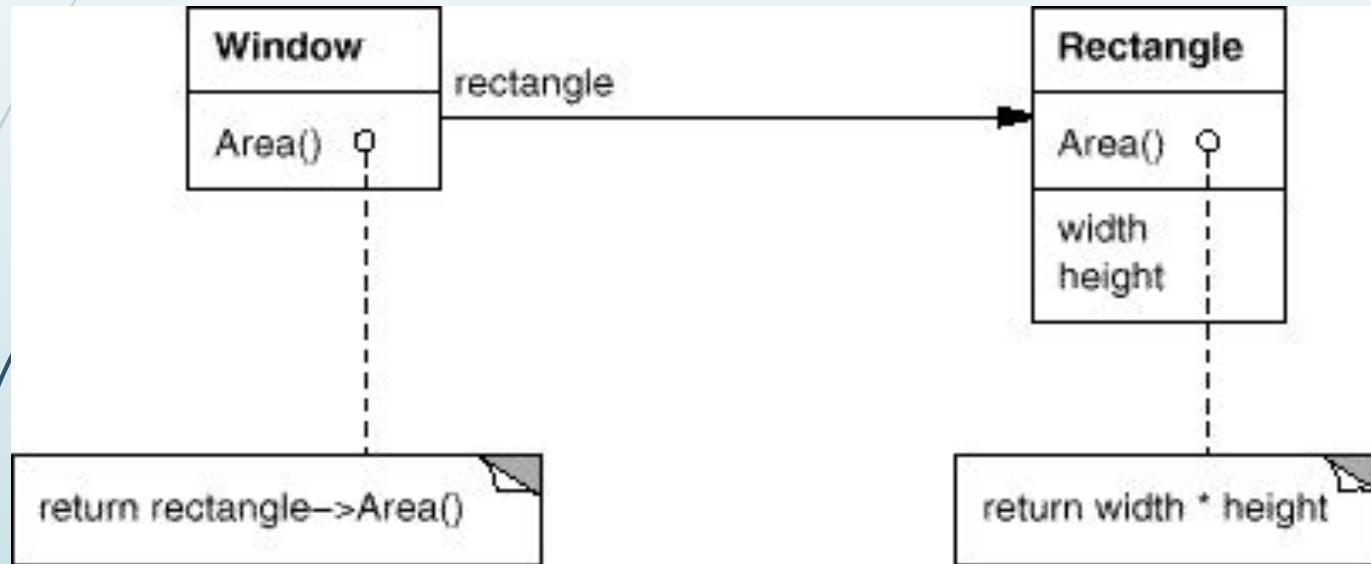 Window
Area()
rectangle
Rectangle
Area()
width
height
return rectangle–>Area()
return width * height